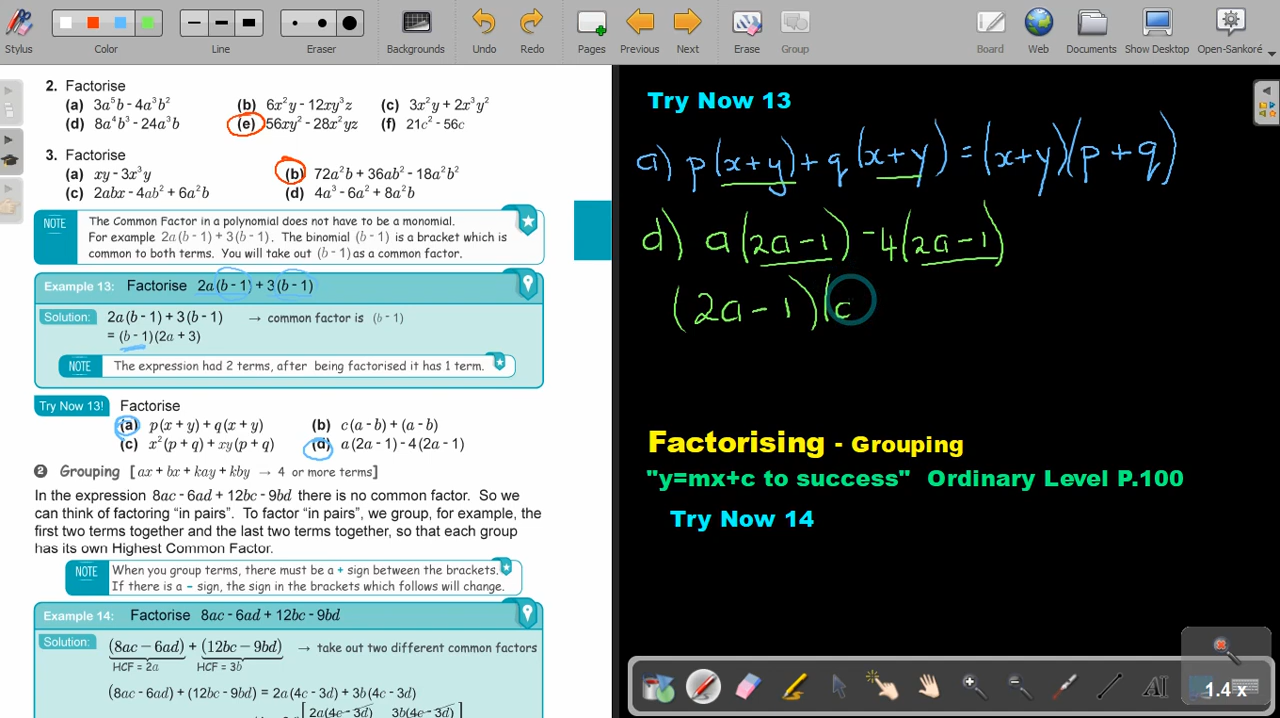 Stylus Color Line Eraser Backgrounds Undo Redo Pages Previous Next Erase Group Board Web Documents Show Desktop Open-Sankoré
2. Factorise
(a) 3a⁵b - 4a³b² (b) 6x²y - 12xy³z (c) 3x²y + 2x³y²
(d) 8a⁴b³ - 24a³b (e) 56xy² - 28x²yz (f) 21c² - 56c
3. Factorise
(a) xy - 3x³y (b) 72a²b + 36ab² - 18a²b²
(c) 2abx - 4ab² + 6a²b (d) 4a³ - 6a² + 8a²b
NOTE The Common Factor in a polynomial does not have to be a monomial.
For example 2a(b - 1) + 3(b - 1). The binomial (b - 1) is a bracket which is
common to both terms. You will take out (b - 1) as a common factor.
Example 13: Factorise 2a(b - 1) + 3(b - 1)
Solution: 2a(b - 1) + 3(b - 1) → common factor is (b - 1)
= (b - 1)(2a + 3)
NOTE The expression had 2 terms, after being factorised it has 1 term.
Try Now 13! Factorise
(a) p(x + y) + q(x + y) (b) c(a - b) + (a - b)
(c) x²(p + q) + xy(p + q) (d) a(2a - 1) - 4(2a - 1)
2 Grouping [ax + bx + kay + kby → 4 or more terms]
In the expression 8ac - 6ad + 12bc - 9bd there is no common factor. So we
can think of factoring “in pairs”. To factor “in pairs”, we group, for example, the
first two terms together and the last two terms together, so that each group
has its own Highest Common Factor.
NOTE When you group terms, there must be a + sign between the brackets.
If there is a - sign, the sign in the brackets which follows will change.
Example 14: Factorise 8ac - 6ad + 12bc - 9bd
Solution: (8ac - 6ad) + (12bc - 9bd) → take out two different common factors
HCF = 2a HCF = 3b
(8ac - 6ad) + (12bc - 9bd) = 2a(4c - 3d) + 3b(4c - 3d)
Try Now 13
a) p(x+y) + q(x+y) = (x+y)(p+q)
d) a(2a-1) -4(2a-1)
(2a-1)(
Factorising - Grouping
"y=mx+c to success" Ordinary Level P.100
Try Now 14
1.4 x